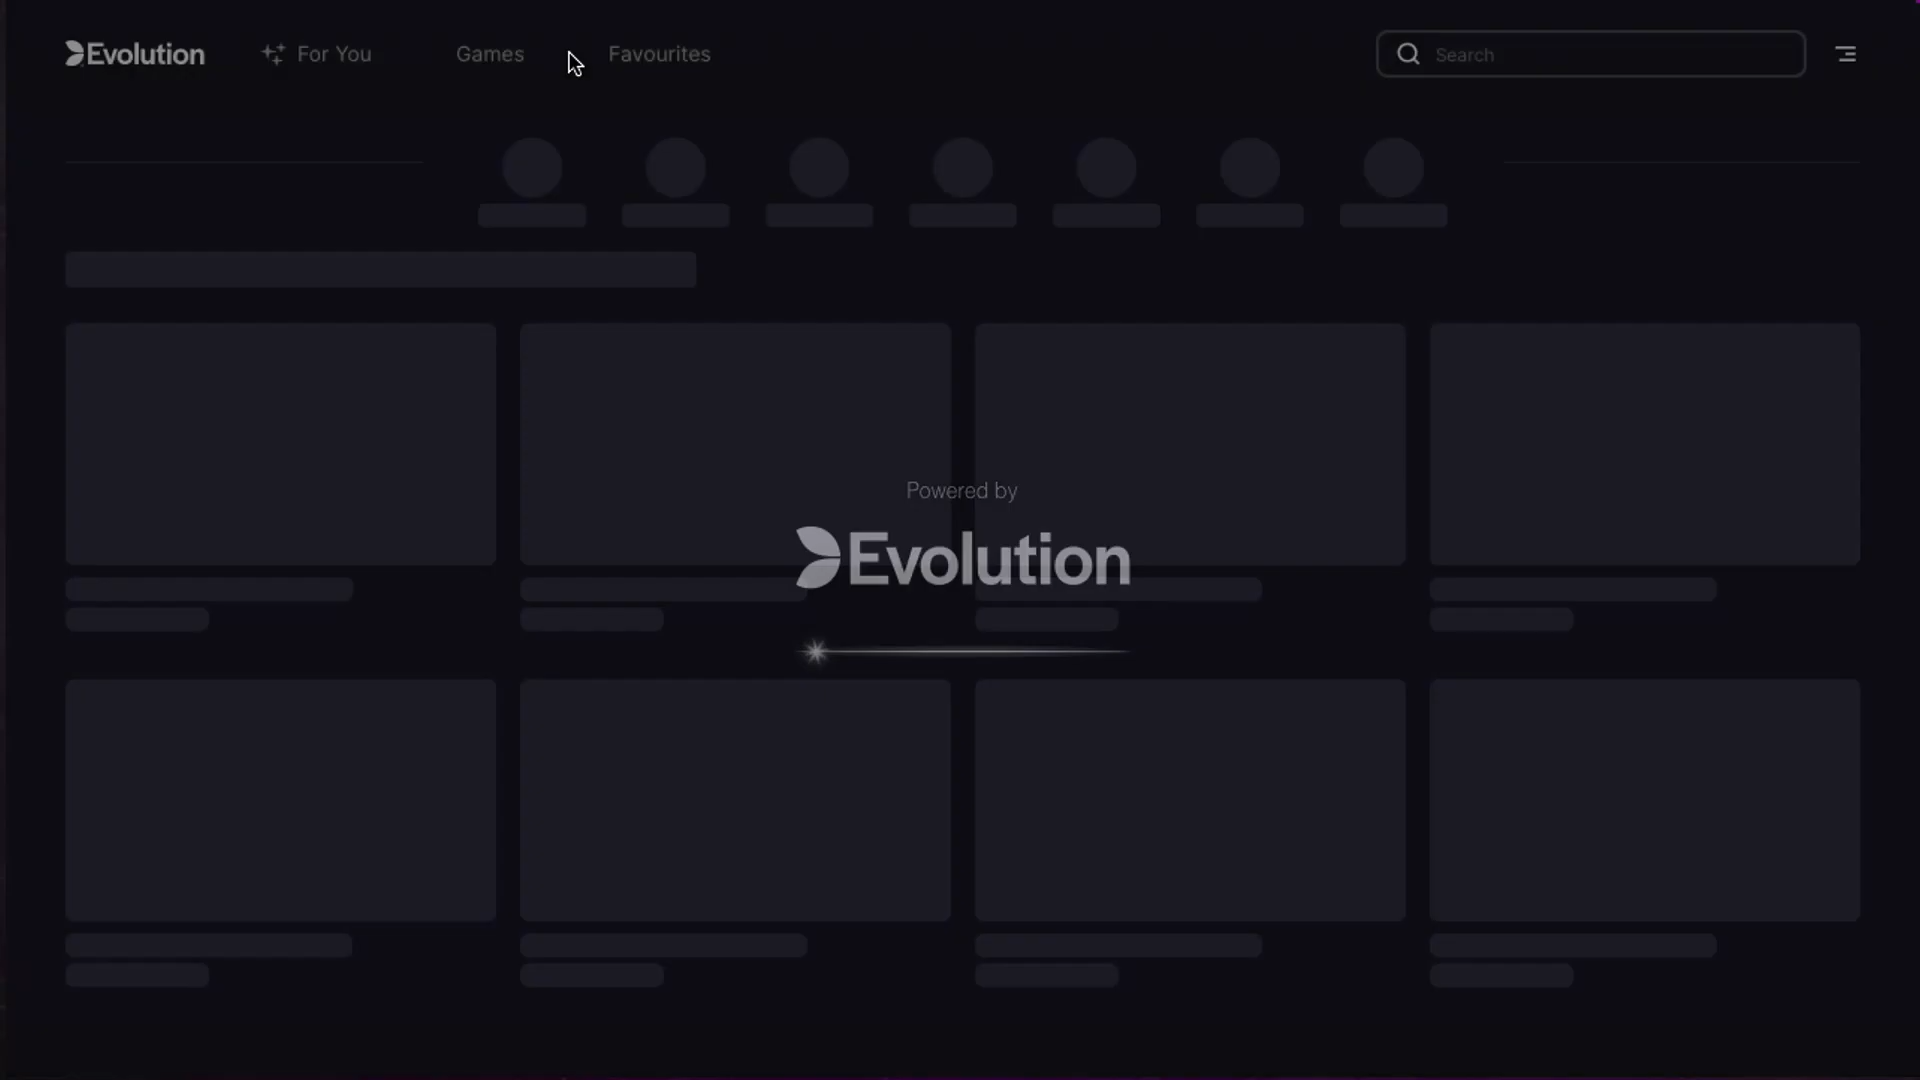 Evolution
For You
Games
Favourites
Search
Powered by
Evolution